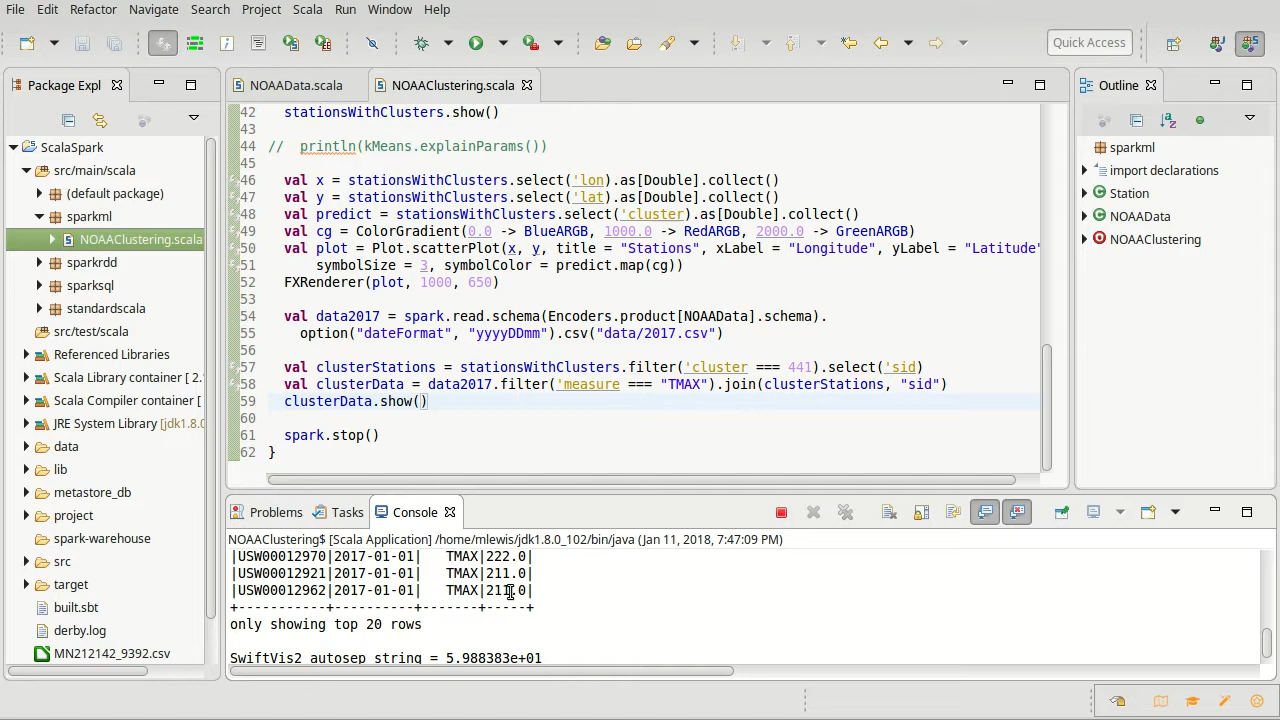 File Edit Refactor Navigate Search Project Scala Run Window Help
Quick Access
Package Expl
NOAAData.scala
NOAAClustering.scala
Outline
ScalaSpark
src/main/scala
(default package)
sparkml
NOAAClustering.scala
sparkrdd
sparksql
standardscala
src/test/scala
Referenced Libraries
Scala Library container [ 2.
Scala Compiler container [
JRE System Library [jdk1.8.0
data
lib
metastore_db
project
spark-warehouse
src
target
built.sbt
derby.log
MN212142_9392.csv
42 stationsWithClusters.show()
43
44 // println(kMeans.explainParams())
45
46 val x = stationsWithClusters.select('lon).as[Double].collect()
47 val y = stationsWithClusters.select('lat).as[Double].collect()
48 val predict = stationsWithClusters.select('cluster).as[Double].collect()
49 val cg = ColorGradient(0.0 -> BlueARGB, 1000.0 -> RedARGB, 2000.0 -> GreenARGB)
50 val plot = Plot.scatterPlot(x, y, title = "Stations", xLabel = "Longitude", yLabel = "Latitude"
51 symbolSize = 3, symbolColor = predict.map(cg))
52 FXRenderer(plot, 1000, 650)
53
54 val data2017 = spark.read.schema(Encoders.product[NOAAData].schema).
55 option("dateFormat", "yyyyDDmm").csv("data/2017.csv")
56
57 val clusterStations = stationsWithClusters.filter('cluster === 441).select('sid)
58 val clusterData = data2017.filter('measure === "TMAX").join(clusterStations, "sid")
59 clusterData.show()
60
61 spark.stop()
62 }
sparkml
import declarations
Station
NOAAData
NOAAClustering
Problems Tasks Console
NOAAClustering$ [Scala Application] /home/mlewis/jdk1.8.0_102/bin/java (Jan 11, 2018, 7:47:09 PM)
|USW00012970|2017-01-01| TMAX|222.0|
|USW00012921|2017-01-01| TMAX|211.0|
|USW00012962|2017-01-01| TMAX|211.0|
+-----------+----------+-------+-----+
only showing top 20 rows
SwiftVis2 autosep string = 5.988383e+01